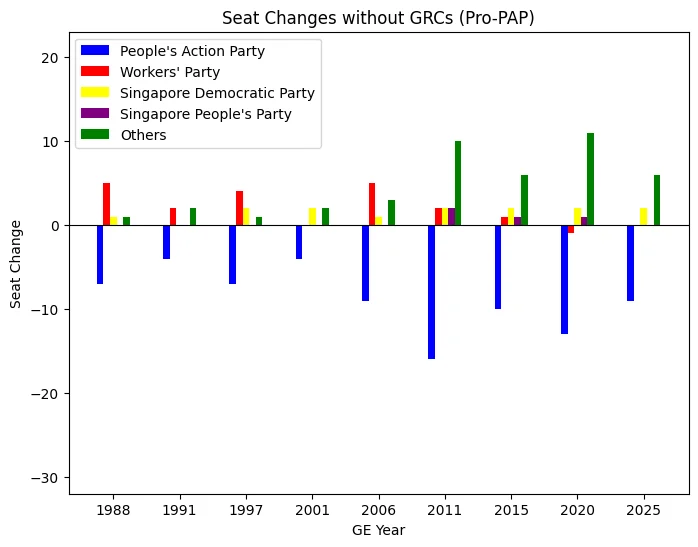 Seat Changes without GRCs (Pro-PAP)
People's Action Party
Workers' Party
Singapore Democratic Party
Singapore People's Party
Others
Seat Change
20
10
0
−10
−20
−30
1988 1991 1997 2001 2006 2011 2015 2020 2025
GE Year